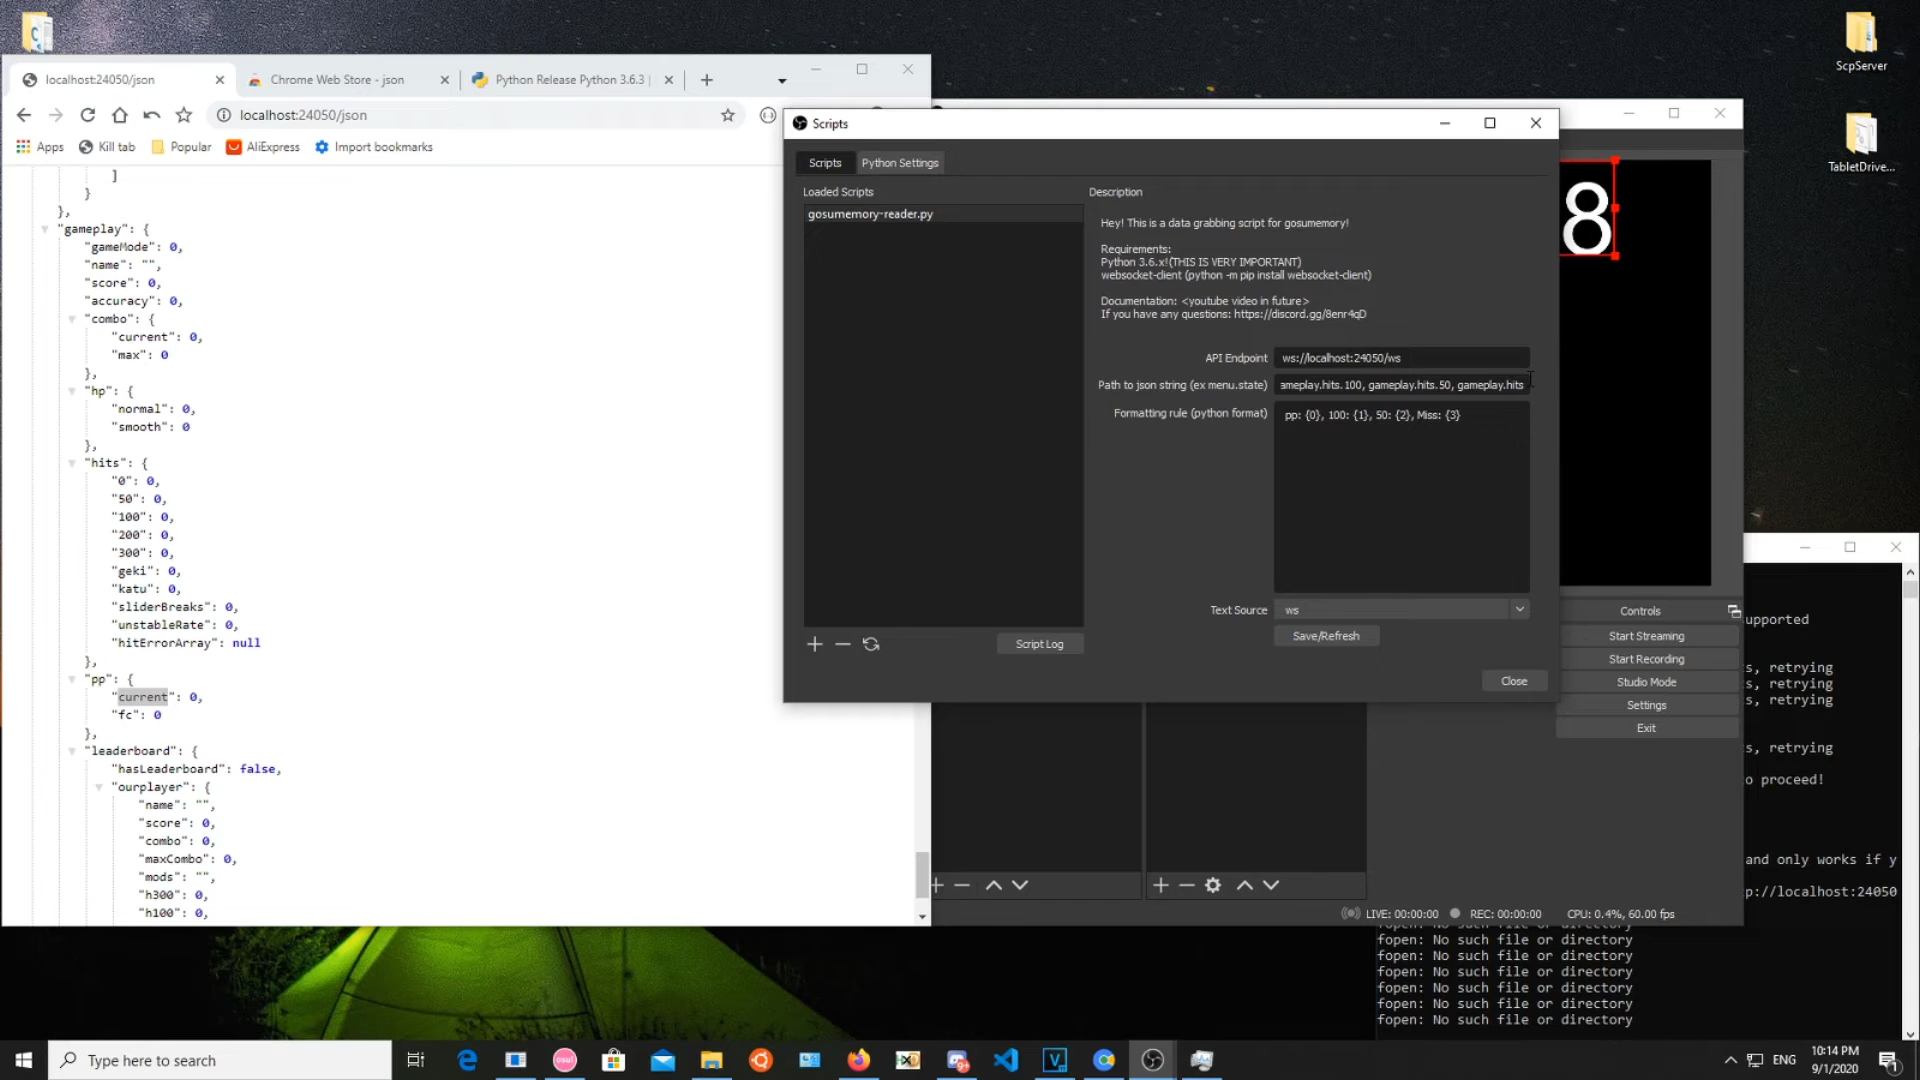 ScpServer
TabletDrive...
localhost:24050/json
Chrome Web Store - json
Python Release Python 3.6.3 |
localhost:24050/json
Apps
Kill tab
Popular
AliExpress
Import bookmarks
]
}
},
"gameplay": {
"gameMode": 0,
"name": "",
"score": 0,
"accuracy": 0,
"combo": {
"current": 0,
"max": 0
},
"hp": {
"normal": 0,
"smooth": 0
},
"hits": {
"0": 0,
"50": 0,
"100": 0,
"200": 0,
"300": 0,
"geki": 0,
"katu": 0,
"sliderBreaks": 0,
"unstableRate": 0,
"hitErrorArray": null
},
"pp": {
"current": 0,
"fc": 0
},
"leaderboard": {
"hasLeaderboard": false,
"ourplayer": {
"name": "",
"score": 0,
"combo": 0,
"maxCombo": 0,
"mods": "",
"h300": 0,
"h100": 0,
Scripts
Scripts
Python Settings
Loaded Scripts
gosumemory-reader.py
Script Log
Description
Hey! This is a data grabbing script for gosumemory!
Requirements:
Python 3.6.x!(THIS IS VERY IMPORTANT)
websocket-client (python -m pip install websocket-client)
Documentation: <youtube video in future>
If you have any questions: https://discord.gg/8enr4qD
API Endpoint
ws://localhost:24050/ws
Path to json string (ex menu.state)
ameplay.hits.100, gameplay.hits.50, gameplay.hits
Formatting rule (python format)
pp: {0}, 100: {1}, 50: {2}, Miss: {3}
Text Source
ws
Save/Refresh
Close
8
Controls
Start Streaming
Start Recording
Studio Mode
Settings
Exit
LIVE: 00:00:00
REC: 00:00:00
CPU: 0.4%, 60.00 fps
upported
s, retrying
s, retrying
s, retrying
s, retrying
o proceed!
and only works if y
p://localhost:24050
fopen: No such file or directory
fopen: No such file or directory
fopen: No such file or directory
fopen: No such file or directory
fopen: No such file or directory
fopen: No such file or directory
Type here to search
osu!
ENG
10:14 PM
9/1/2020
1